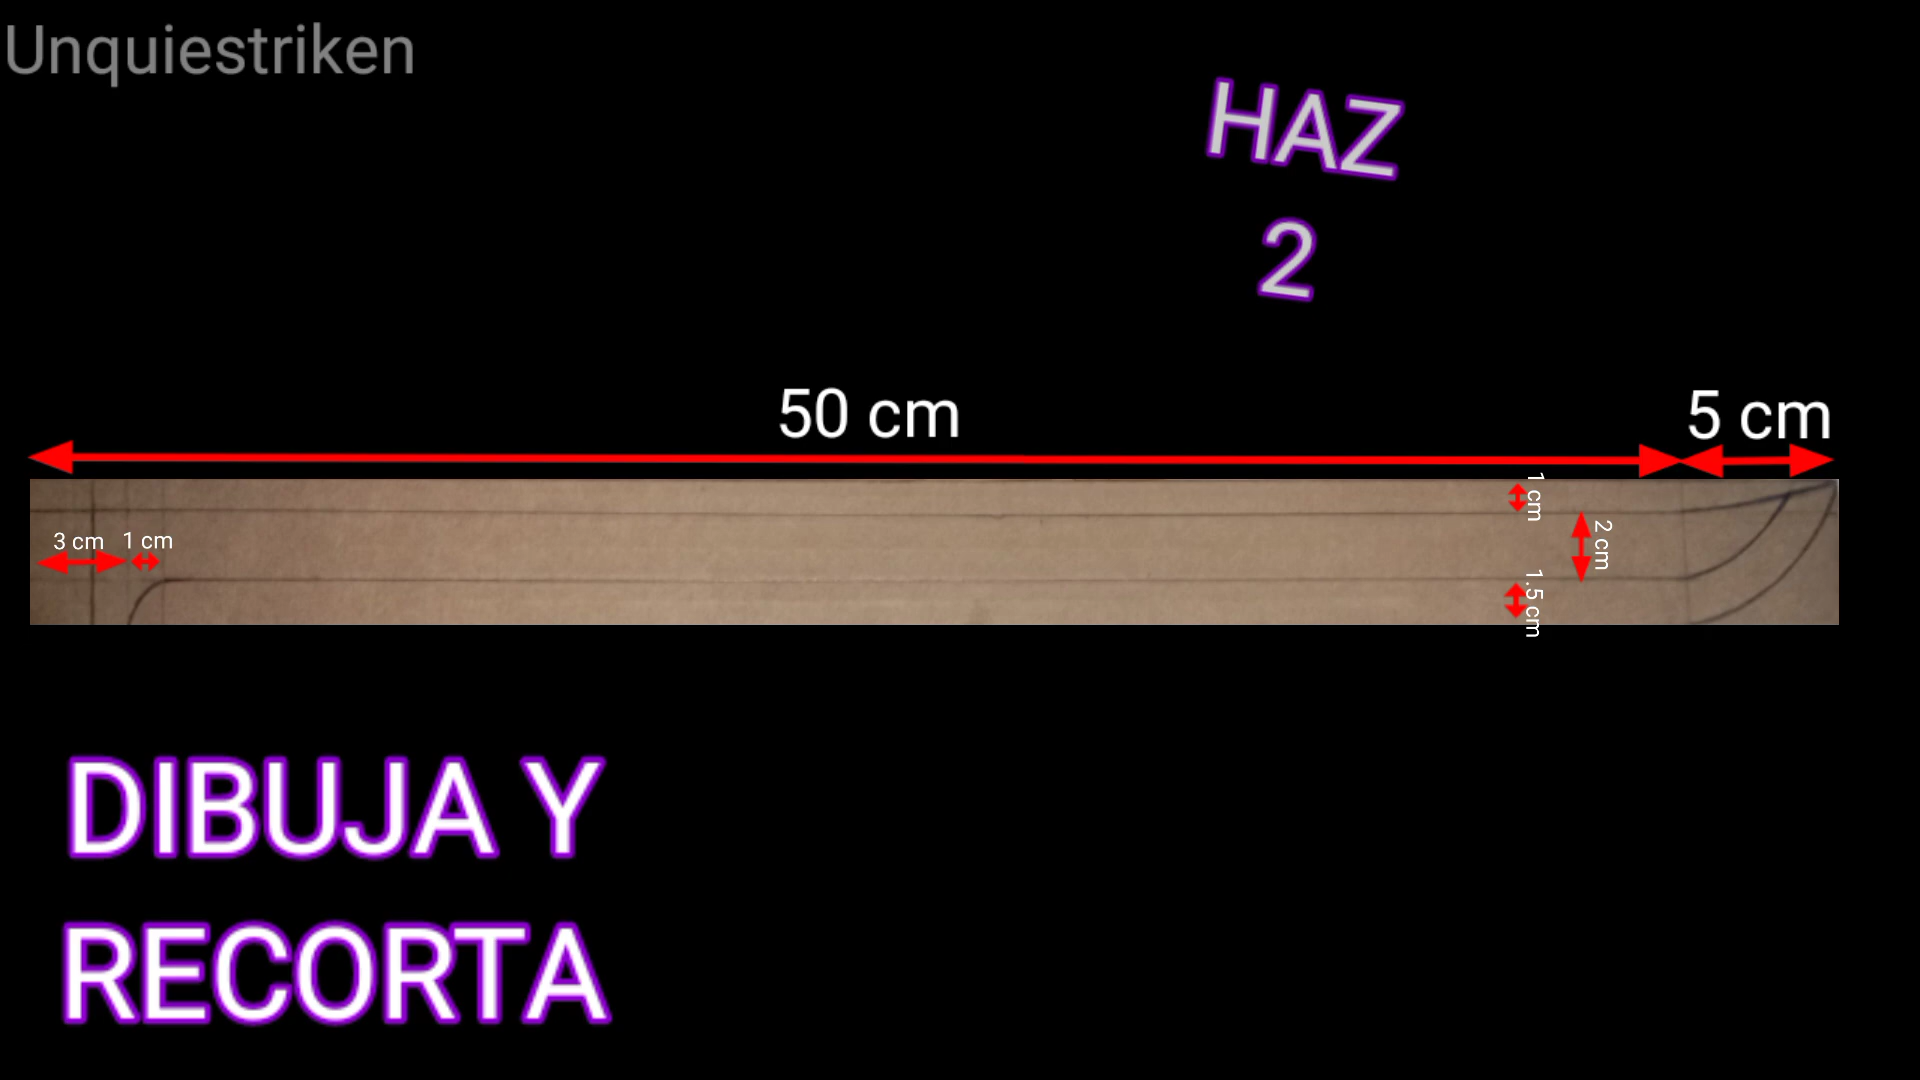 Unquiestriken
HAZ
2
50 cm
5 cm
1 cm
3 cm
1 cm
2 cm
1.5 cm
DIBUJA Y
RECORTA